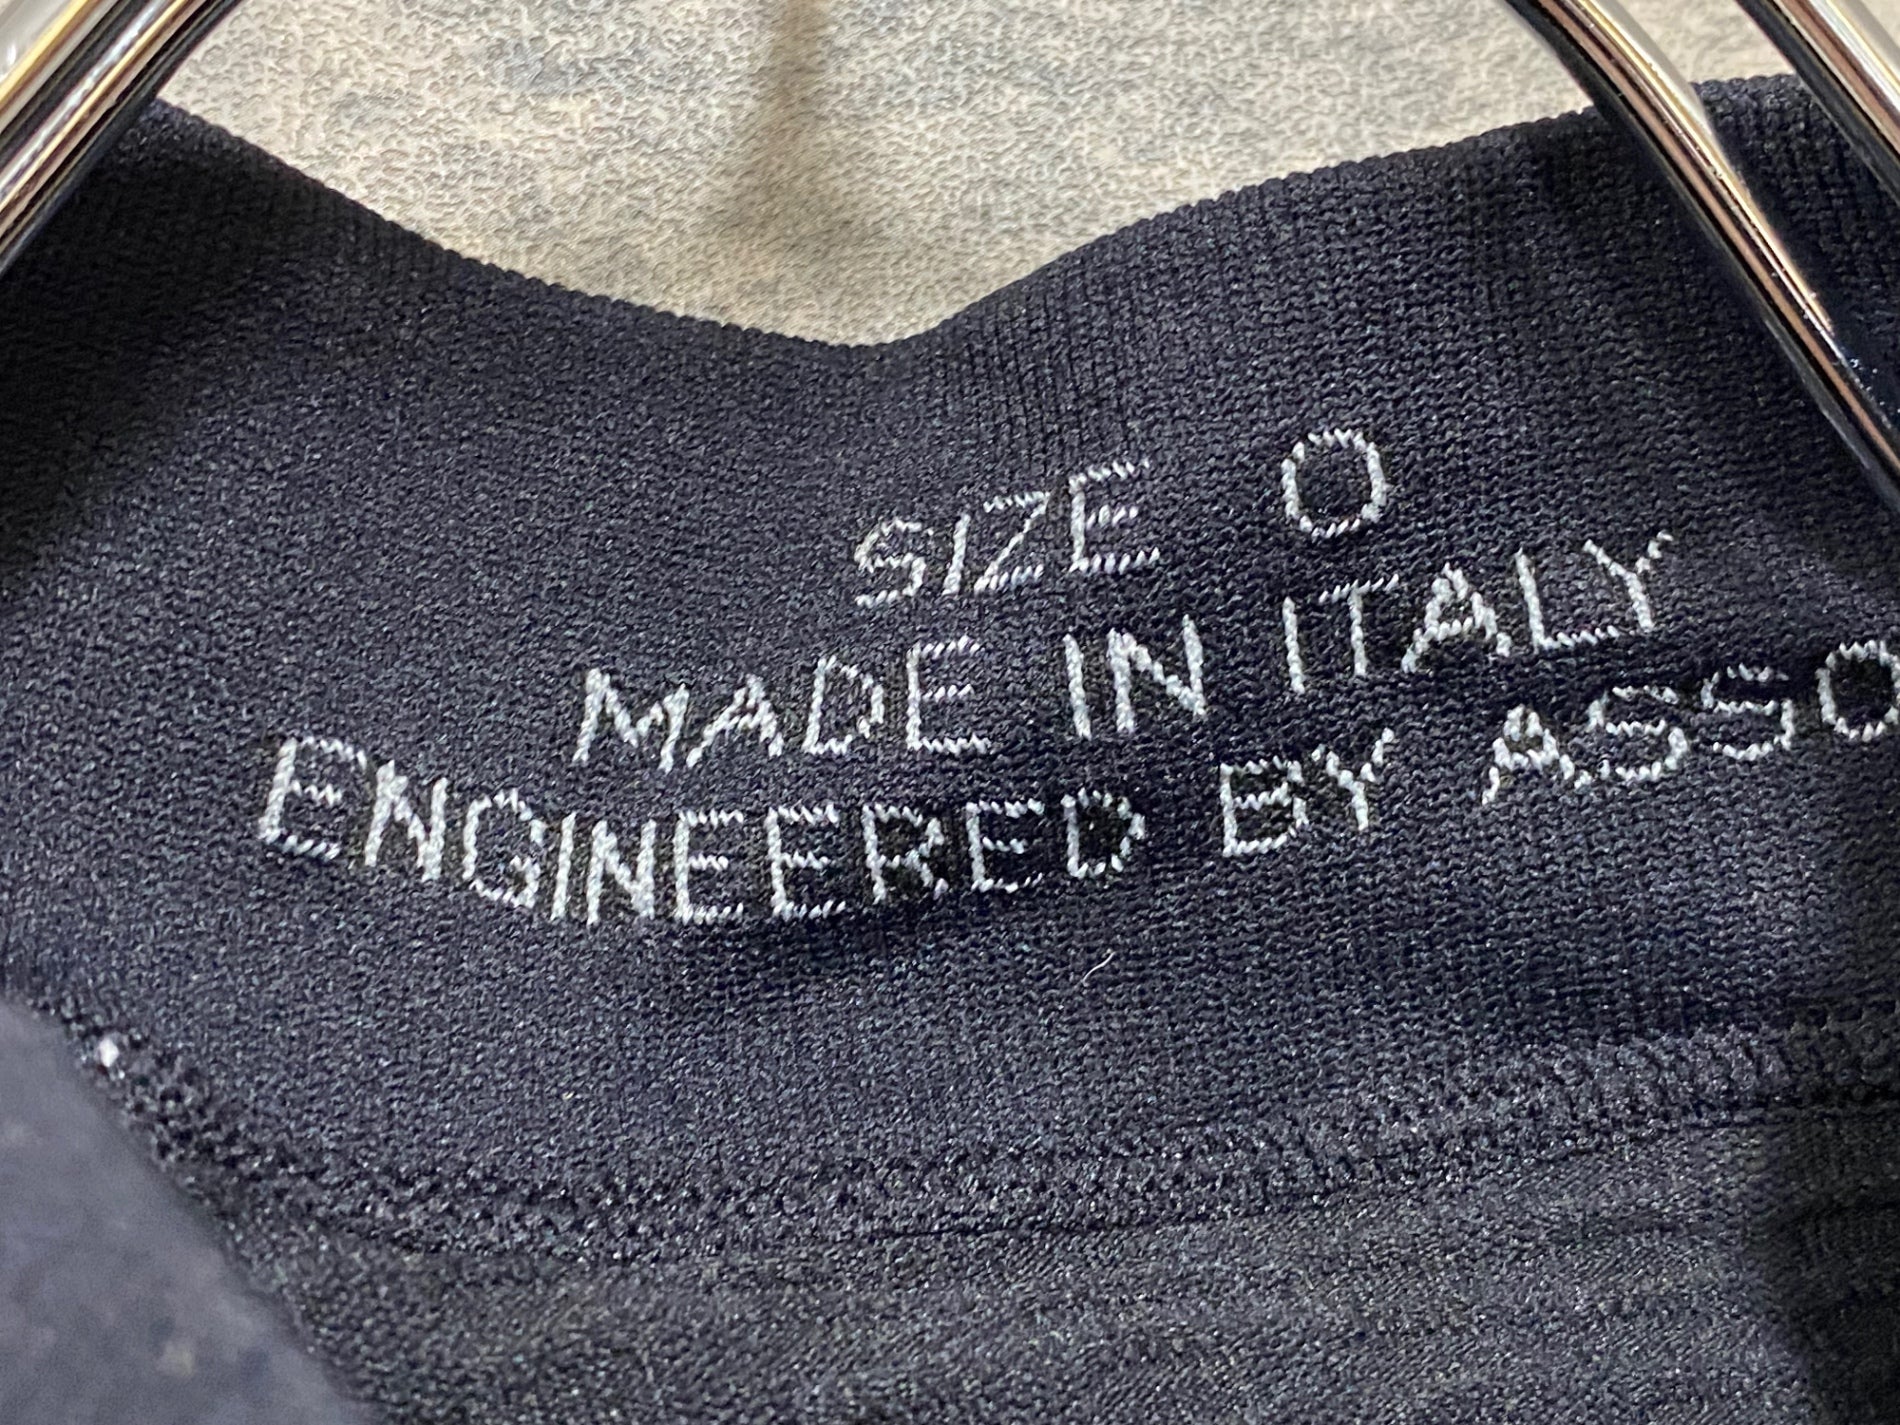 SIZE 0
MADE IN ITALY
ENGINEERED BY ASSO